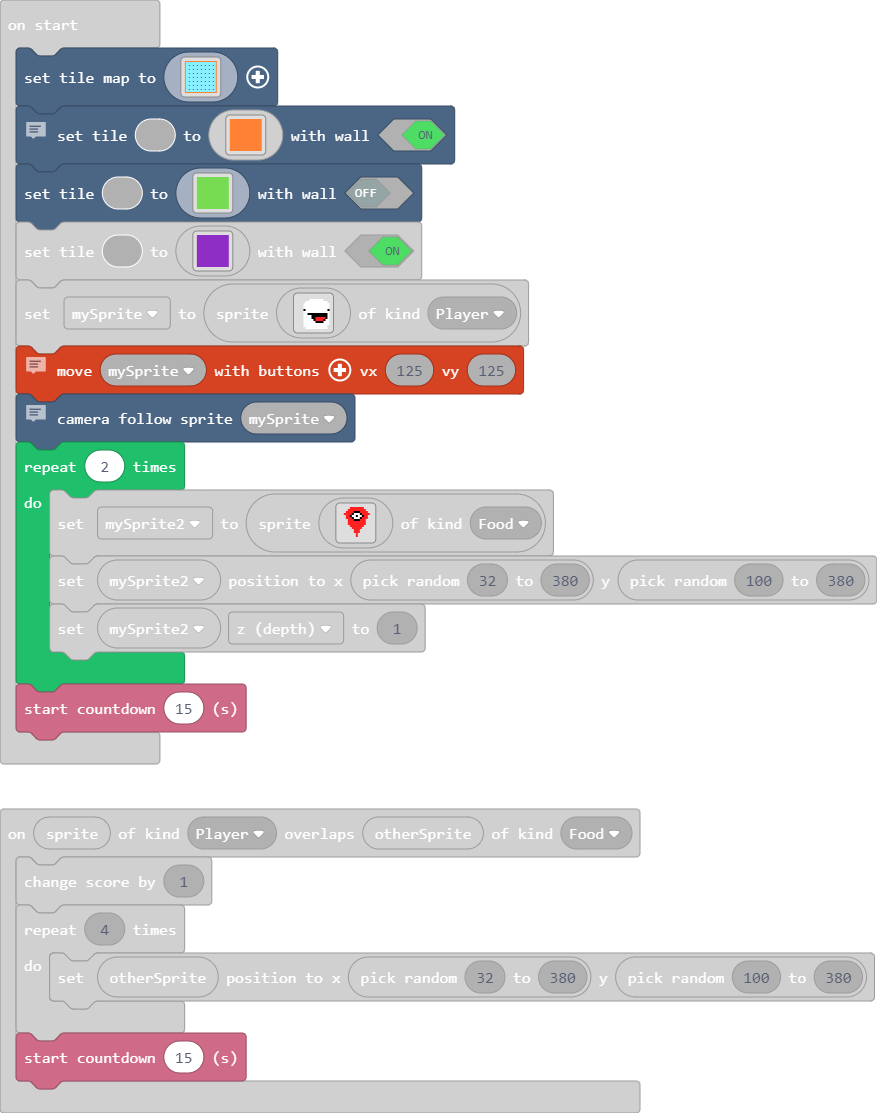 on start
set tile map to
set tile to with wall ON
set tile to with wall OFF
set tile to with wall ON
set mySprite to sprite of kind Player
move mySprite with buttons vx 125 vy 125
camera follow sprite mySprite
repeat 2 times
do
set mySprite2 to sprite of kind Food
set mySprite2 position to x pick random 32 to 380 y pick random 100 to 380
set mySprite2 z (depth) to 1
start countdown 15 (s)
on sprite of kind Player overlaps otherSprite of kind Food
change score by 1
repeat 4 times
do
set otherSprite position to x pick random 32 to 380 y pick random 100 to 380
start countdown 15 (s)